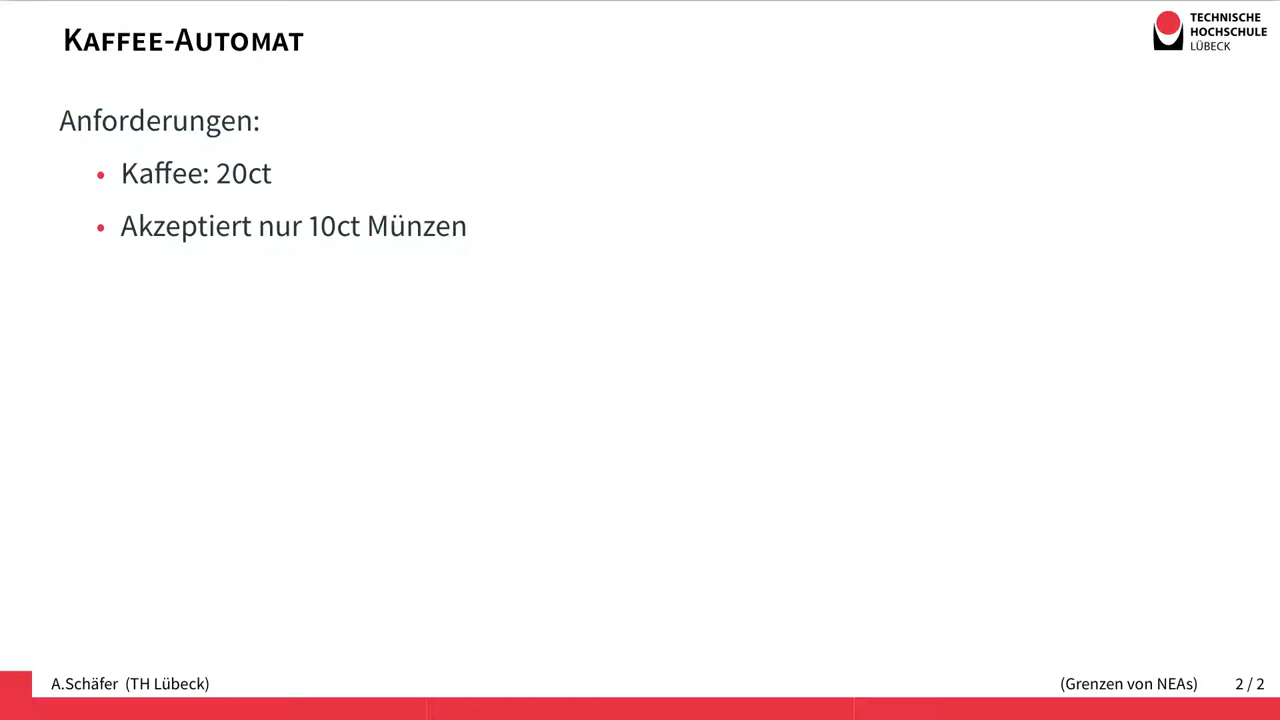 Kaffee-Automat
TECHNISCHE
HOCHSCHULE
LÜBECK
Anforderungen:
• Kaffee: 20ct
• Akzeptiert nur 10ct Münzen
A.Schäfer (TH Lübeck)
(Grenzen von NEAs)
2 / 2